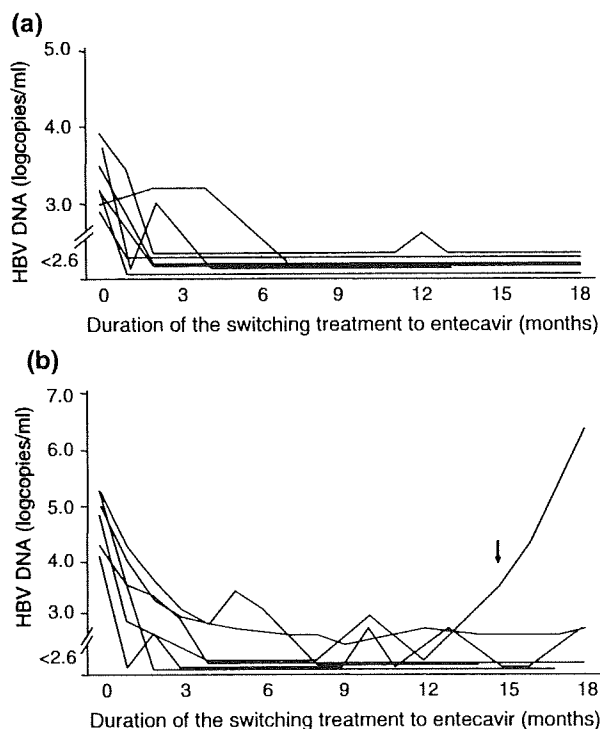 (a)
HBV DNA (logcopies/ml)
5.0
4.0
3.0
<2.6
0 3 6 9 12 15 18
Duration of the switching treatment to entecavir (months)
(b)
HBV DNA (logcopies/ml)
7.0
6.0
5.0
4.0
3.0
<2.6
0 3 6 9 12 15 18
Duration of the switching treatment to entecavir (months)